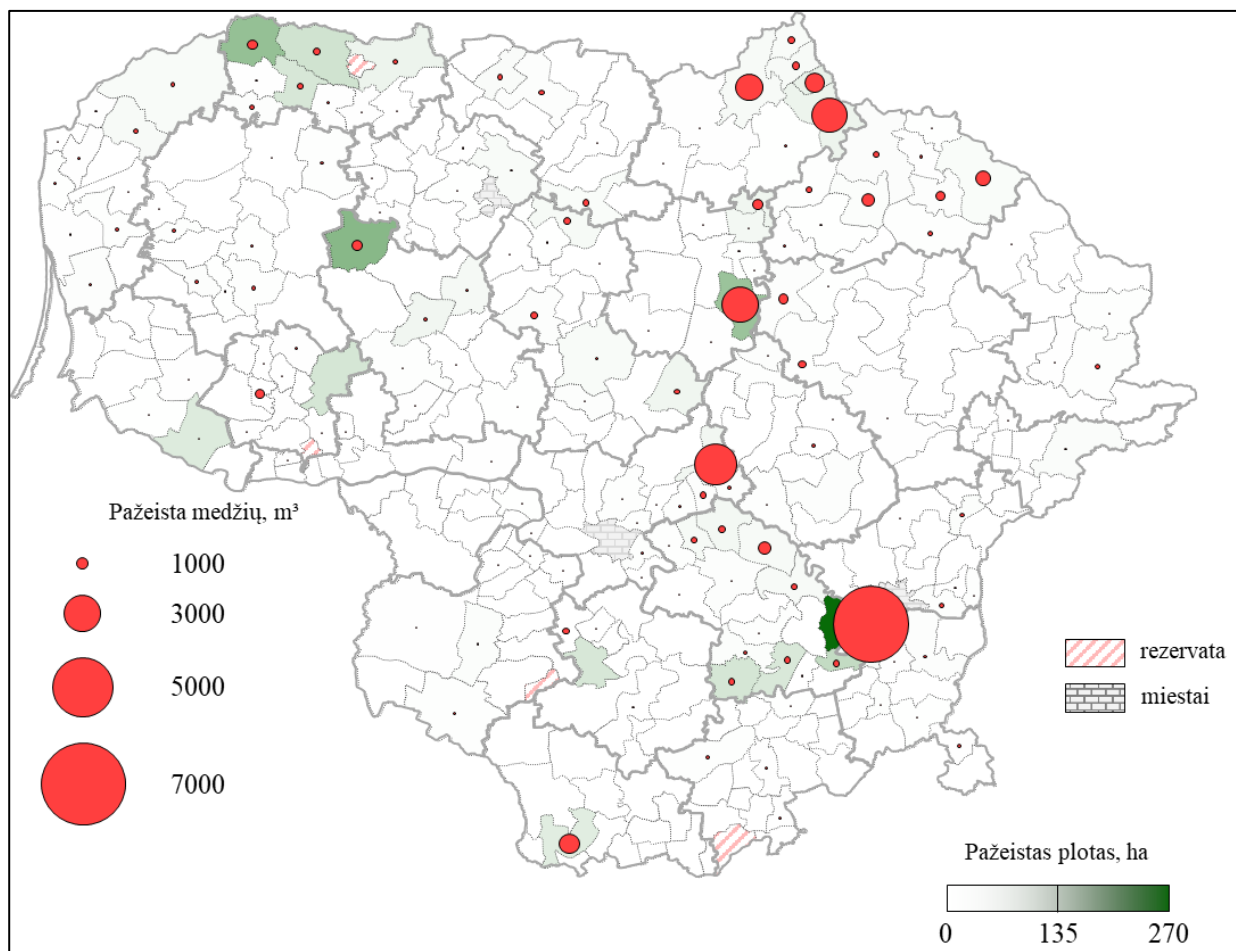 Pažeista medžių, m³
1000
3000
5000
7000
rezervata
miestai
Pažeistas plotas, ha
0 135 270